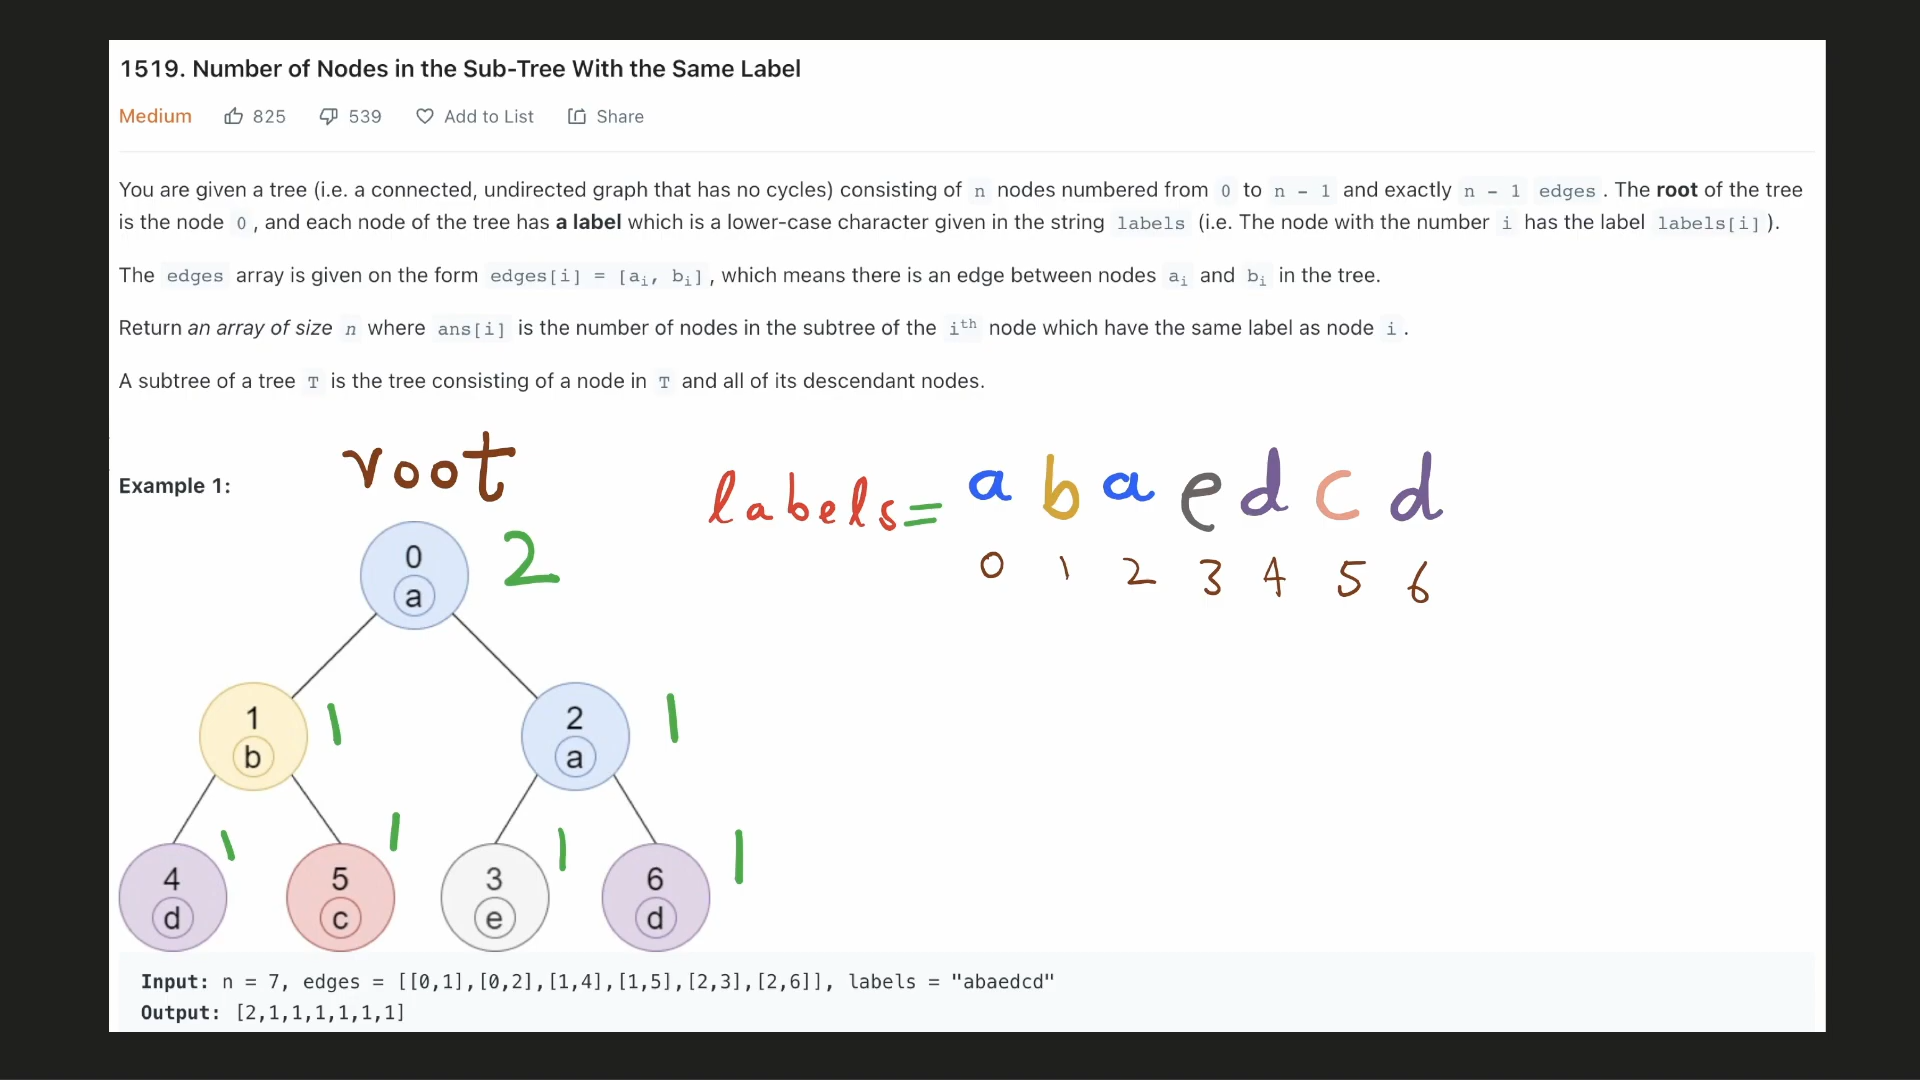 1519. Number of Nodes in the Sub-Tree With the Same Label
Medium 825 539 Add to List Share
You are given a tree (i.e. a connected, undirected graph that has no cycles) consisting of n nodes numbered from 0 to n - 1 and exactly n - 1 edges. The root of the tree
is the node 0, and each node of the tree has a label which is a lower-case character given in the string labels (i.e. The node with the number i has the label labels[i]).
The edges array is given on the form edges[i] = [aᵢ, bᵢ], which means there is an edge between nodes aᵢ and bᵢ in the tree.
Return an array of size n where ans[i] is the number of nodes in the subtree of the iᵗʰ node which have the same label as node i.
A subtree of a tree T is the tree consisting of a node in T and all of its descendant nodes.
Example 1:
root
labels= a b a e d c d
0 1 2 3 4 5 6
0 2
a
1 1 2 1
b a
1 1 1 1
4 5 3 6
d c e d
Input: n = 7, edges = [[0,1],[0,2],[1,4],[1,5],[2,3],[2,6]], labels = "abaedcd"
Output: [2,1,1,1,1,1,1]